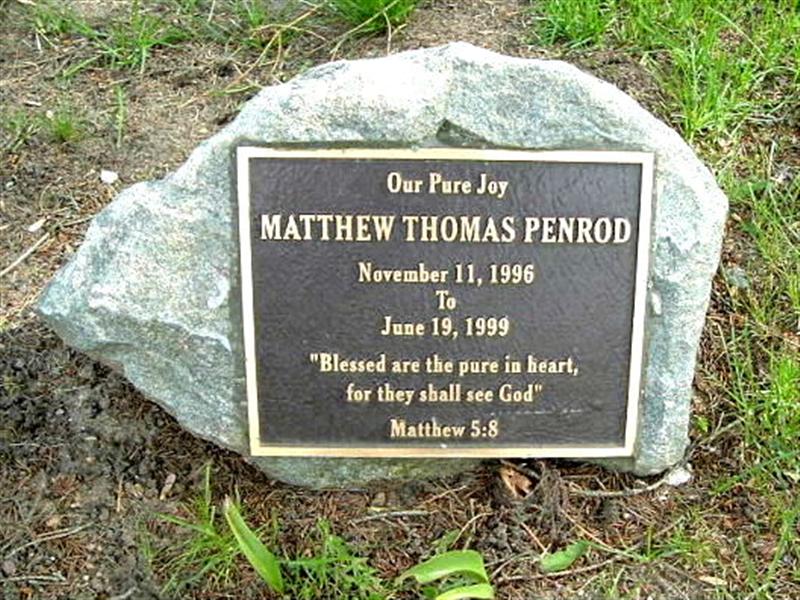 Our Pure Joy
MATTHEW THOMAS PENROD
November 11, 1996
To
June 19, 1999
"Blessed are the pure in heart,
for they shall see God"
Matthew 5:8